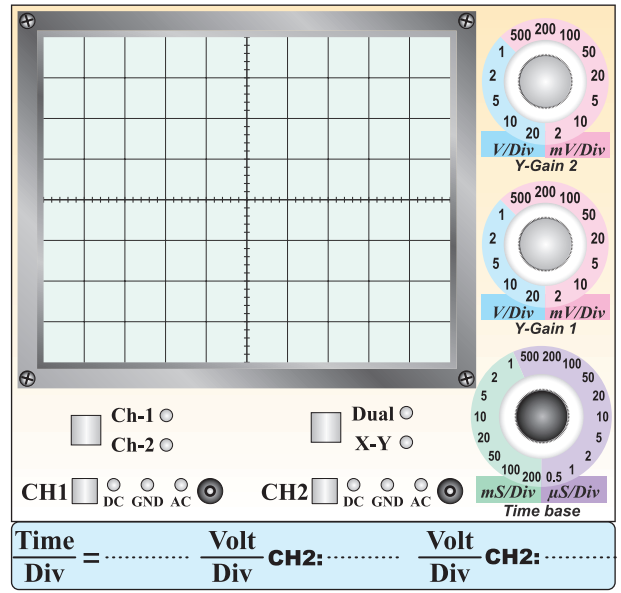 500 200 100
1 50
2 20
5 10
10 5
20 2
V/Div mV/Div
Y-Gain 2
500 200 100
1 50
2 20
5 10
10 5
20 2
V/Div mV/Div
Y-Gain 1
1 500 200 100
2 50
5 20
10 10
20 5
50 2
100 200 0.5 1
mS/Div µS/Div
Time base
Ch-1 Dual
Ch-2 X-Y
CH1 DC GND AC CH2 DC GND AC
Time/Div = ............... Volt/Div CH2: ............ Volt/Div CH2: ............